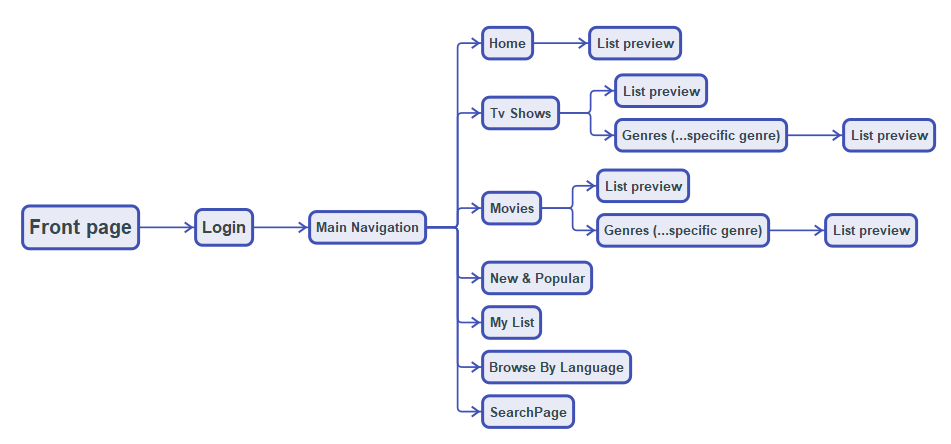 Front page
Login
Main Navigation
Home
List preview
Tv Shows
List preview
Genres (...specific genre)
List preview
Movies
List preview
Genres (...specific genre)
List preview
New & Popular
My List
Browse By Language
SearchPage